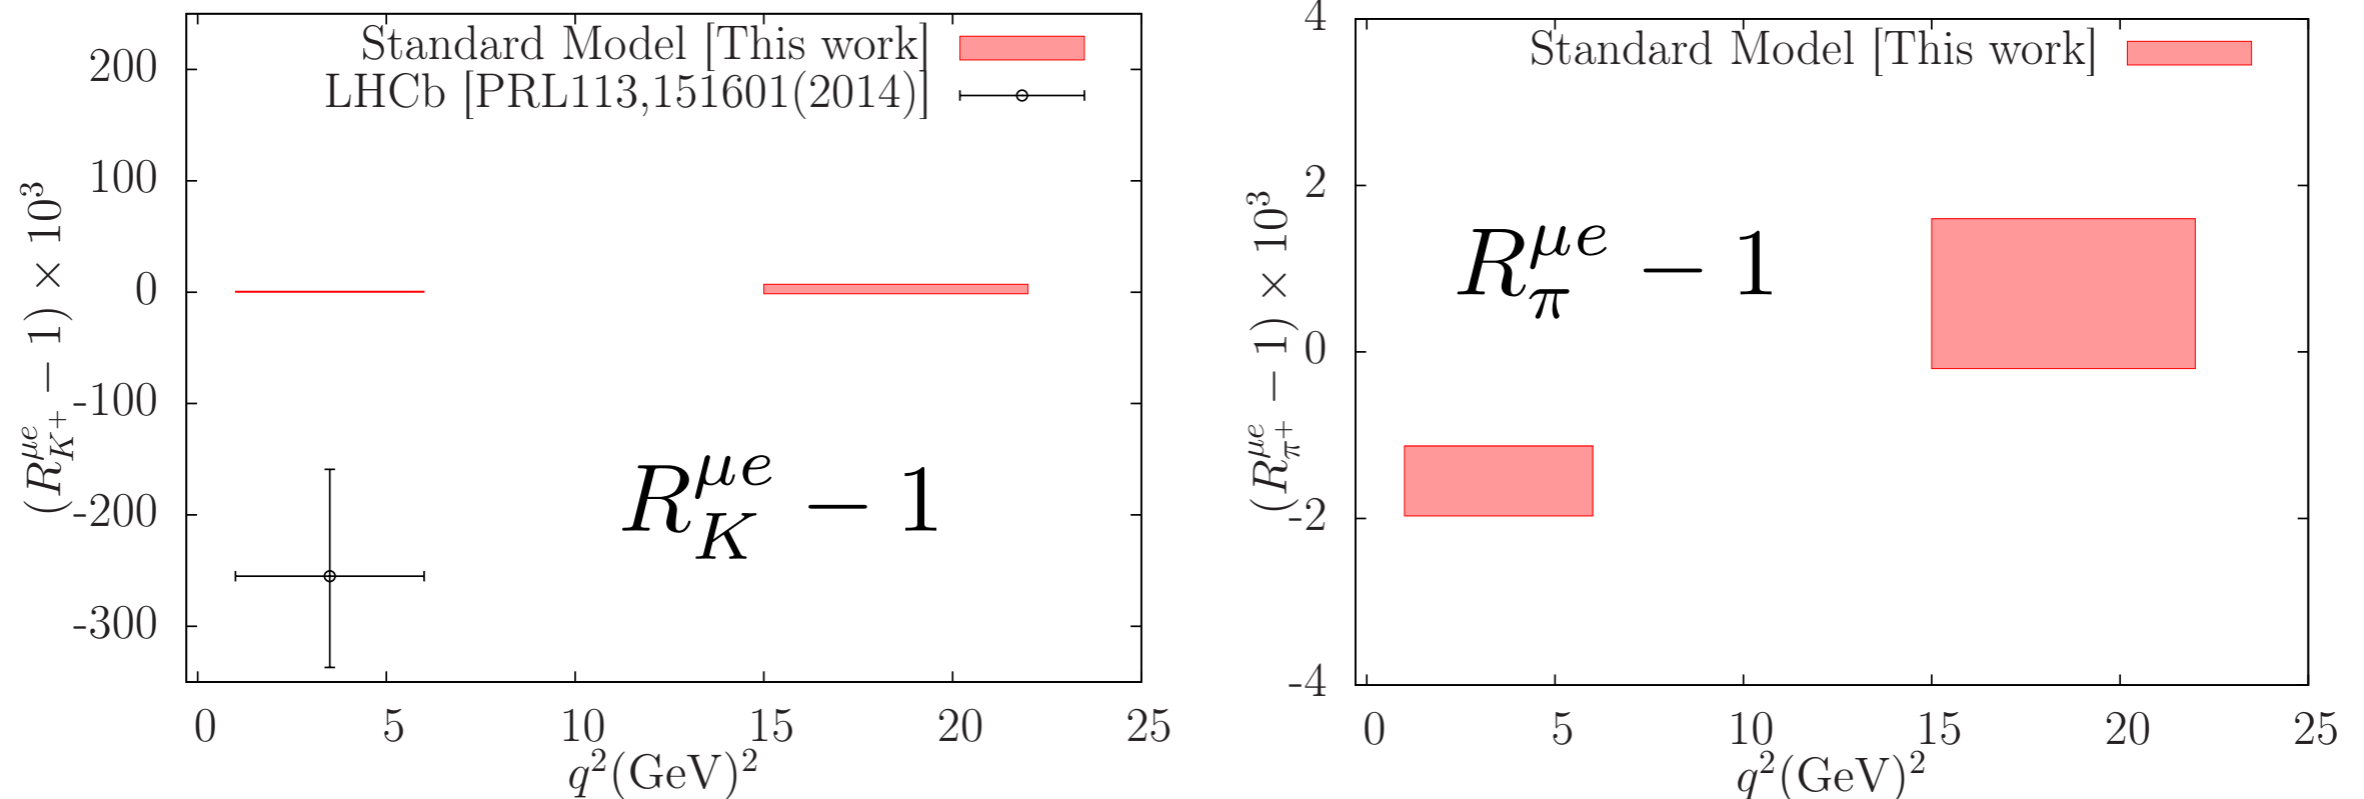 Standard Model [This work]
LHCb [PRL113,151601(2014)]
200
100
0
-100
-200
-300
(R^{μe}_{K^+} − 1) × 10^3
R^{μe}_K − 1
0 5 10 15 20 25
q^2(GeV)^2
Standard Model [This work]
4
2
0
-2
-4
(R^{μe}_{π^+} − 1) × 10^3
R^{μe}_π − 1
0 5 10 15 20 25
q^2(GeV)^2